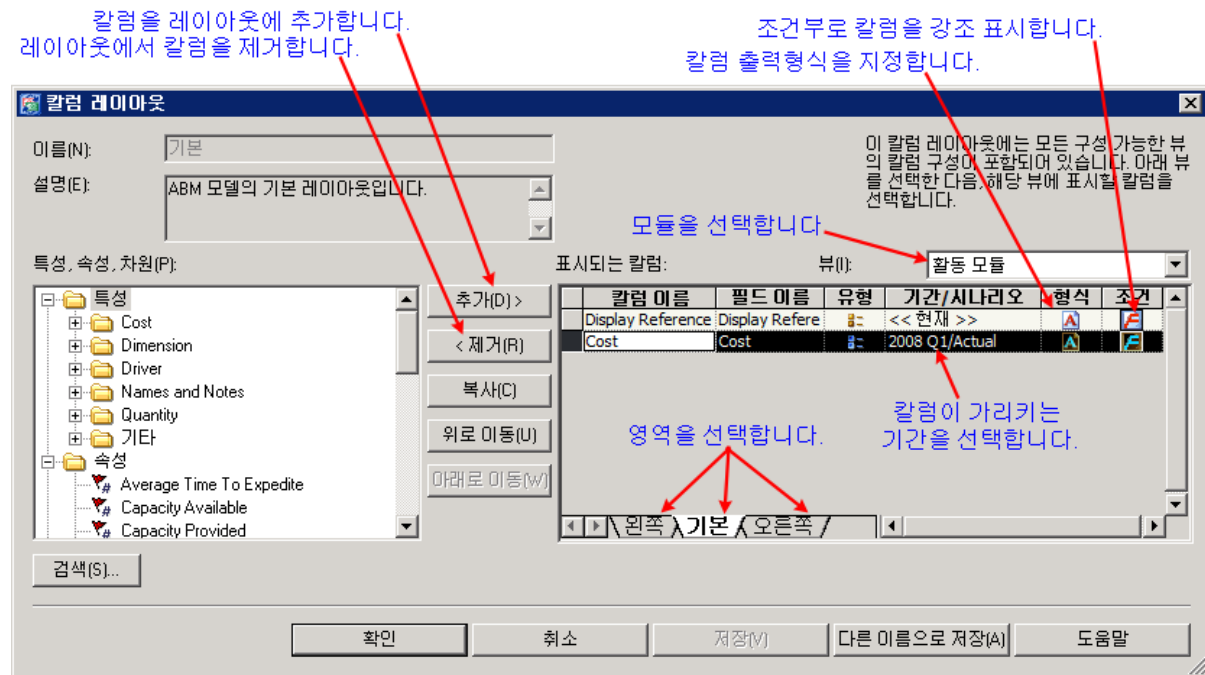 칼럼을 레이아웃에 추가합니다.
레이아웃에서 칼럼을 제거합니다.
조건부로 칼럼을 강조 표시합니다.
칼럼 출력형식을 지정합니다.
칼럼 레이아웃
이름(N):
기본
설명(E):
ABM 모델의 기본 레이아웃입니다.
이 칼럼 레이아웃에는 모든 구성 가능한 뷰
의 칼럼 구성이 포함되어 있습니다. 아래 뷰
를 선택한 다음, 해당 뷰에 표시할 칼럼을
선택합니다.
모듈을 선택합니다
특성, 속성, 차원(P):
표시되는 칼럼:
뷰(I):
활동 모듈
특성
Cost
Dimension
Driver
Names and Notes
Quantity
기타
속성
Average Time To Expedite
Capacity Available
Capacity Provided
추가(D) >
< 제거(R)
복사(C)
위로 이동(U)
아래로 이동(W)
칼럼 이름 필드 이름 유형 기간/시나리오 형식 조건
Display Reference Display Refere << 현재 >>
Cost Cost 2008 Q1/Actual
영역을 선택합니다.
칼럼이 가리키는
기간을 선택합니다.
왼쪽 기본 오른쪽
검색(S)...
확인 취소 저장(V) 다른 이름으로 저장(A) 도움말